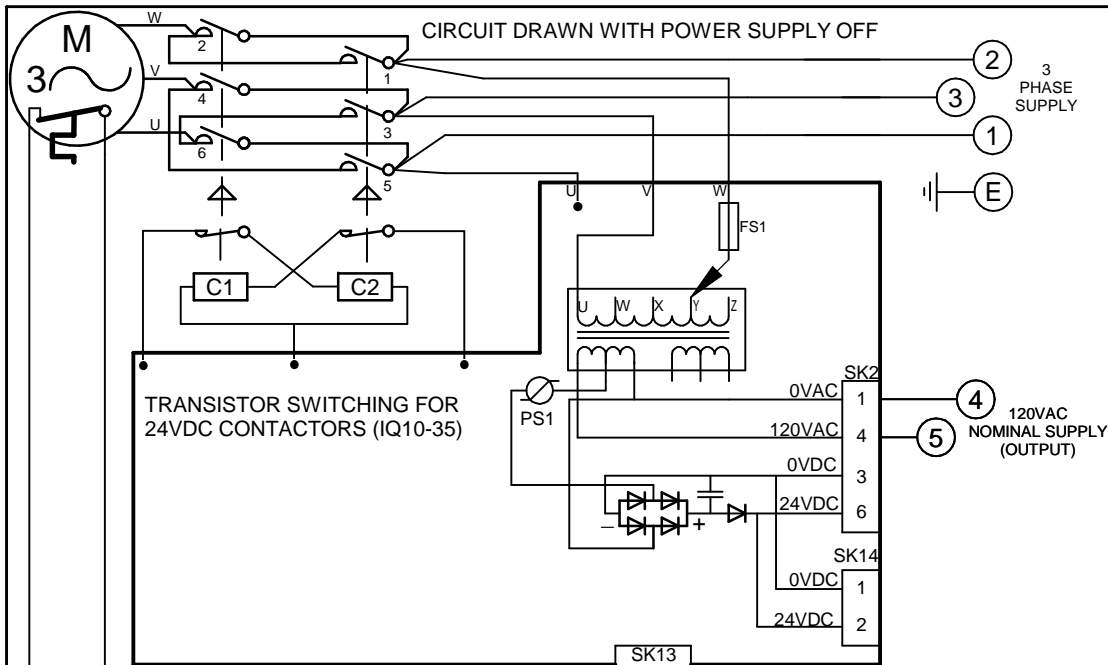 CIRCUIT DRAWN WITH POWER SUPPLY OFF
M
3
W
V
U
2
4
6
1
3
5
2
3
1
E
3
PHASE
SUPPLY
U
V
W
FS1
C1
C2
U
W
X
Y
Z
TRANSISTOR SWITCHING FOR
24VDC CONTACTORS (IQ10-35)
PS1
SK2
0VAC
1
120VAC
4
0VDC
3
24VDC
6
4
5
120VAC
NOMINAL SUPPLY
(OUTPUT)
− +
SK14
0VDC
1
24VDC
2
SK13